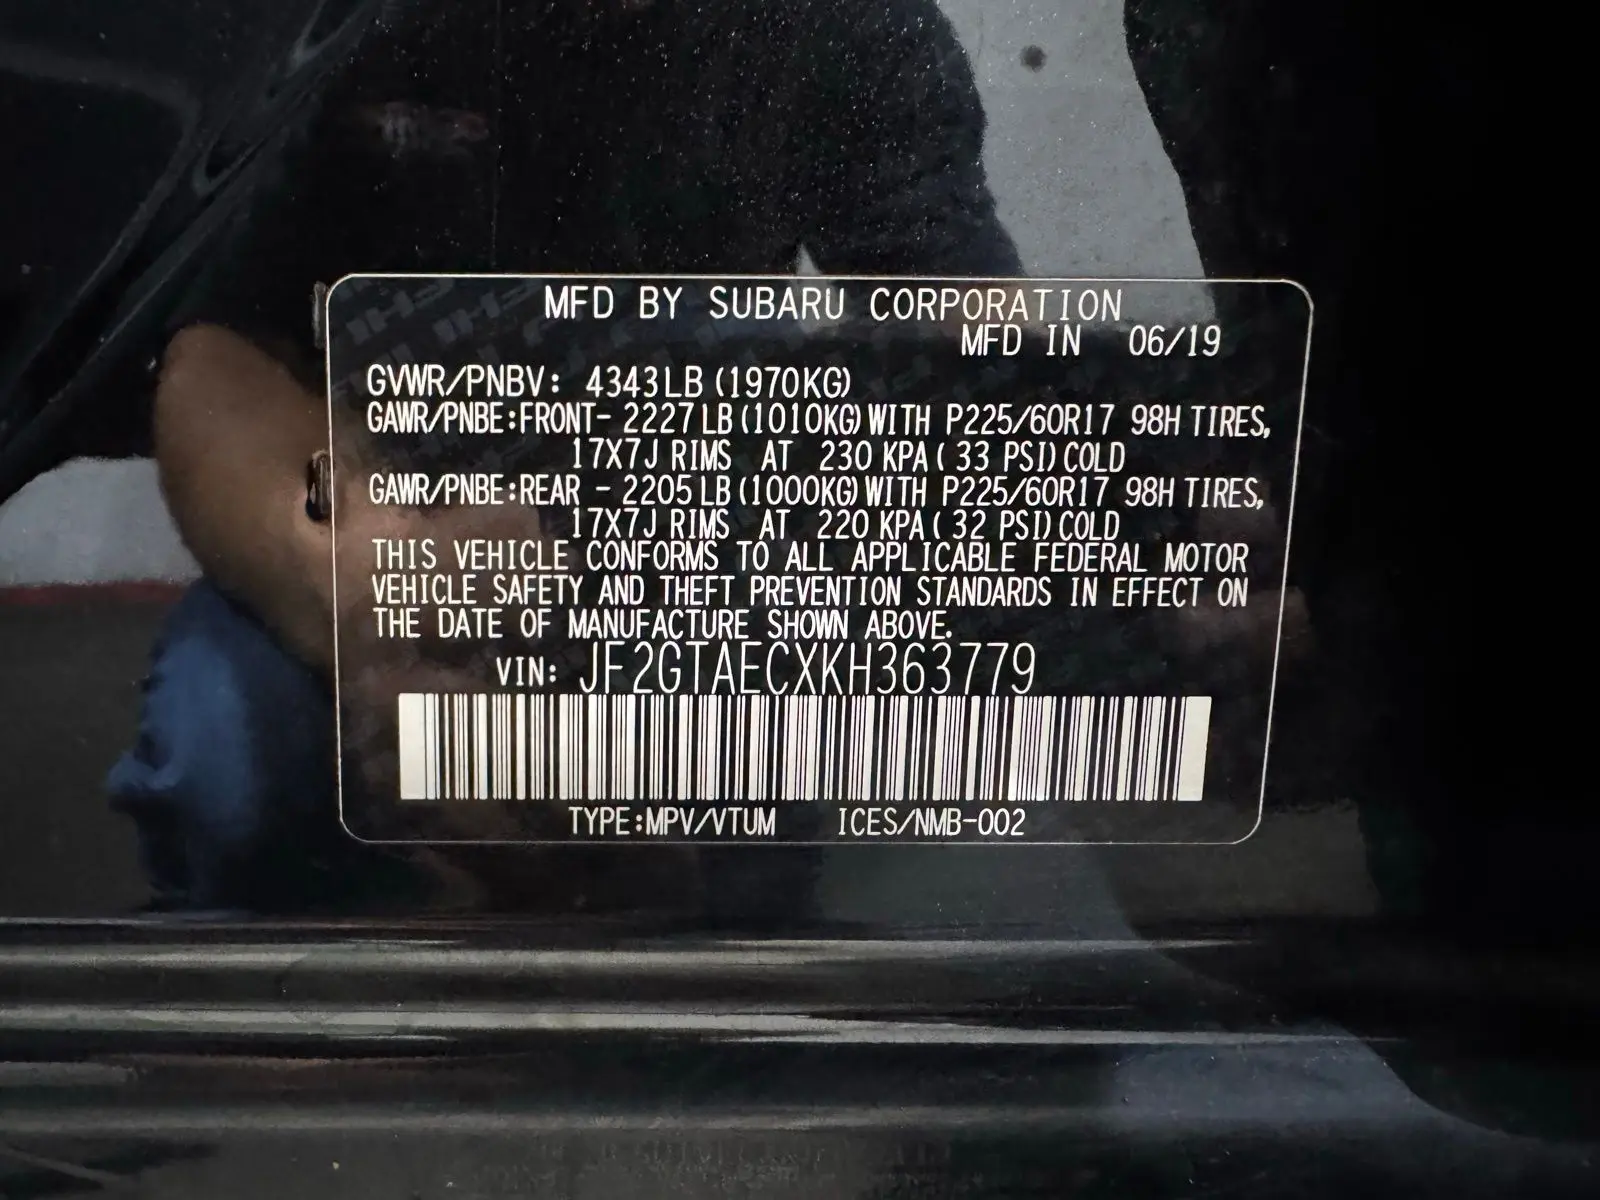 MFD BY SUBARU CORPORATION
MFD IN 06/19
GVWR/PNBV: 4343LB (1970KG)
GAWR/PNBE:FRONT- 2227LB (1010KG) WITH P225/60R17 98H TIRES,
17X7J RIMS AT 230 KPA( 33 PSI) COLD
GAWR/PNBE:REAR - 2205LB (1000KG) WITH P225/60R17 98H TIRES,
17X7J RIMS AT 220 KPA( 32 PSI) COLD
THIS VEHICLE CONFORMS TO ALL APPLICABLE FEDERAL MOTOR
VEHICLE SAFETY AND THEFT PREVENTION STANDARDS IN EFFECT ON
THE DATE OF MANUFACTURE SHOWN ABOVE.
VIN: JF2GTAECXKH363779
TYPE:MPV/VTUM ICES/NMB-002